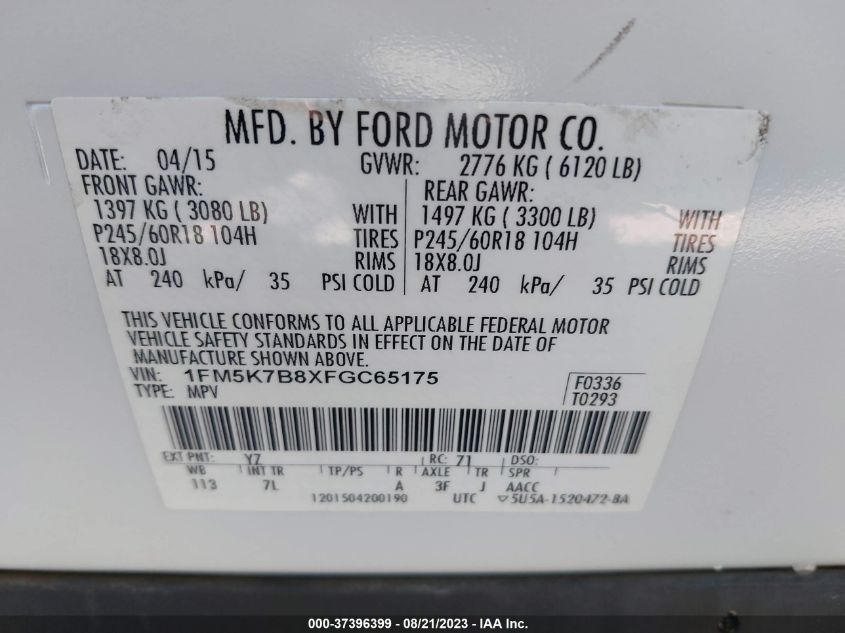 MFD. BY FORD MOTOR CO.
DATE: 04/15 GVWR: 2776 KG ( 6120 LB)
FRONT GAWR: REAR GAWR:
1397 KG ( 3080 LB) WITH 1497 KG ( 3300 LB) WITH
P245/60R18 104H TIRES P245/60R18 104H TIRES
18X8.0J RIMS 18X8.0J RIMS
AT 240 kPa/ 35 PSI COLD AT 240 kPa/ 35 PSI COLD
THIS VEHICLE CONFORMS TO ALL APPLICABLE FEDERAL MOTOR
VEHICLE SAFETY STANDARDS IN EFFECT ON THE DATE OF
MANUFACTURE SHOWN ABOVE.
VIN: 1FM5K7B8XFGC65175 F0336
TYPE: MPV T0293
EXT PNT: YZ RC: 71 DSO:
WB INT TR TP/PS R AXLE TR SPR
113 7L A 3F J AACC
1201504200190 UTC ▽5U5A-1520472-BA
000-37396399 - 08/21/2023 - IAA Inc.